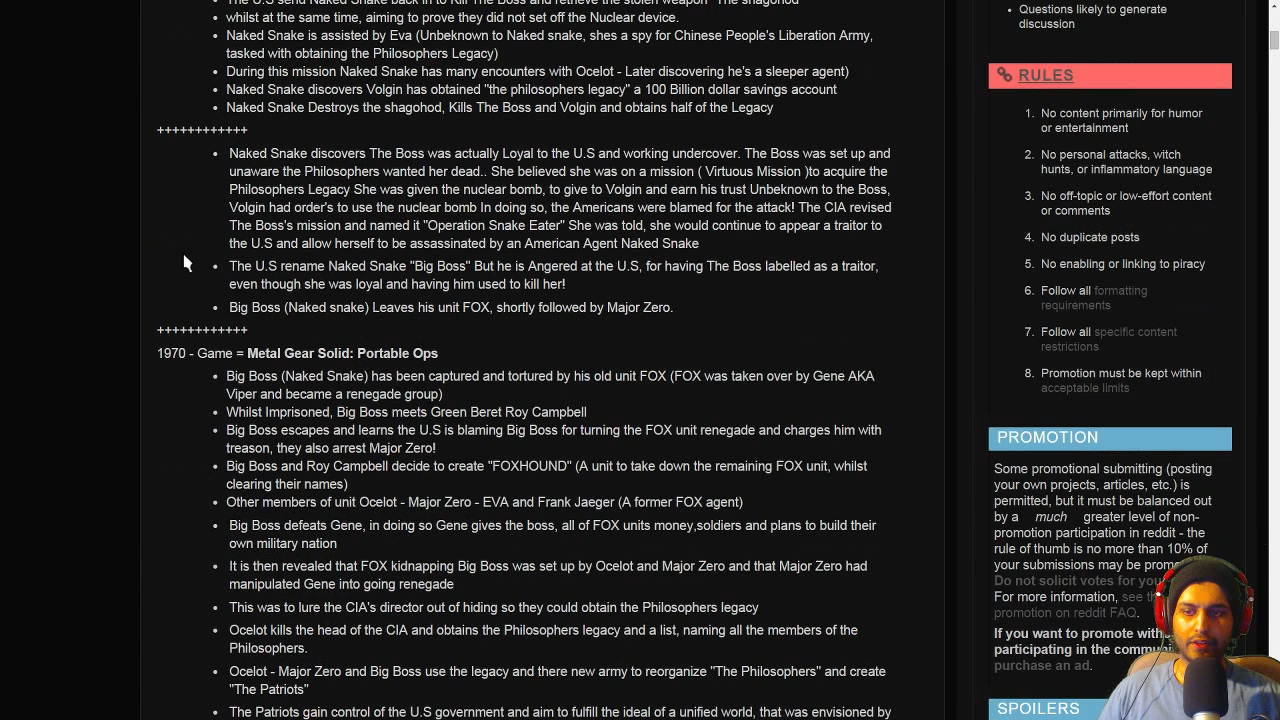 The U.S send Naked Snake back in to Kill The Boss and retrieve the stolen weapon "The shagohod"
whilst at the same time, aiming to prove they did not set off the Nuclear device.
Naked Snake is assisted by Eva (Unbekown to Naked snake, shes a spy for Chinese People's Liberation Army,
tasked with obtaining the Philosophers Legacy)
During this mission Naked Snake has many encounters with Ocelot - Later discovering he's a sleeper agent)
Naked Snake discovers Volgin has obtained "the philosophers legacy" a 100 Billion dollar savings account
Naked Snake Destroys the shagohod, Kills The Boss and Volgin and obtains half of the Legacy
++++++++++++
Naked Snake discovers The Boss was actually Loyal to the U.S and working undercover. The Boss was set up and
unaware the Philosophers wanted her dead.. She believed she was on a mission ( Virtuous Mission )to acquire the
Philosophers Legacy She was given the nuclear bomb, to give to Volgin and earn his trust Unbekown to the Boss,
Volgin had order's to use the nuclear bomb In doing so, the Americans were blamed for the attack! The CIA revised
The Boss's mission and named it "Operation Snake Eater" She was told, she would continue to appear a traitor to
the U.S and allow herself to be assassinated by an American Agent Naked Snake
The U.S rename Naked Snake "Big Boss" But he is Angered at the U.S, for having The Boss labelled as a traitor,
even though she was loyal and having him used to kill her!
Big Boss (Naked snake) Leaves his unit FOX, shortly followed by Major Zero.
++++++++++++
1970 - Game = Metal Gear Solid: Portable Ops
Big Boss (Naked Snake) has been captured and tortured by his old unit FOX (FOX was taken over by Gene AKA
Viper and became a renegade group)
Whilst Imprisoned, Big Boss meets Green Beret Roy Campbell
Big Boss escapes and learns the U.S is blaming Big Boss for turning the FOX unit renegade and charges him with
treason, they also arrest Major Zero!
Big Boss and Roy Campbell decide to create "FOXHOUND" (A unit to take down the remaining FOX unit, whilst
clearing their names)
Other members of unit Ocelot - Major Zero - EVA and Frank Jaeger (A former FOX agent)
Big Boss defeats Gene, in doing so Gene gives the boss, all of FOX units money,soldiers and plans to build their
own military nation
It is then revealed that FOX kidnapping Big Boss was set up by Ocelot and Major Zero and that Major Zero had
manipulated Gene into going renegade
This was to lure the CIA's director out of hiding so they could obtain the Philosophers legacy
Ocelot kills the head of the CIA and obtains the Philosophers legacy and a list, naming all the members of the
Philosophers.
Ocelot - Major Zero and Big Boss use the legacy and there new army to reorganize "The Philosophers" and create
"The Patriots"
The Patriots gain control of the U.S government and aim to fulfill the ideal of a unified world, that was envisioned by
Questions likely to generate
discussion
RULES
1. No content primarily for humor
or entertainment
2. No personal attacks, witch
hunts, or inflammatory language
3. No off-topic or low-effort content
or comments
4. No duplicate posts
5. No enabling or linking to piracy
6. Follow all formatting
requirements
7. Follow all specific content
restrictions
8. Promotion must be kept within
acceptable limits
PROMOTION
Some promotional submitting (posting
your own projects, articles, etc.) is
permitted, but it must be balanced out
by a much greater level of non-
promotion participation in reddit - the
rule of thumb is no more than 10% of
your submissions may be
Do not solicit votes for
For more information, see
promotion on reddit FAQ.
If you want to promote
participating in the
purchase an ad.
SPOILERS